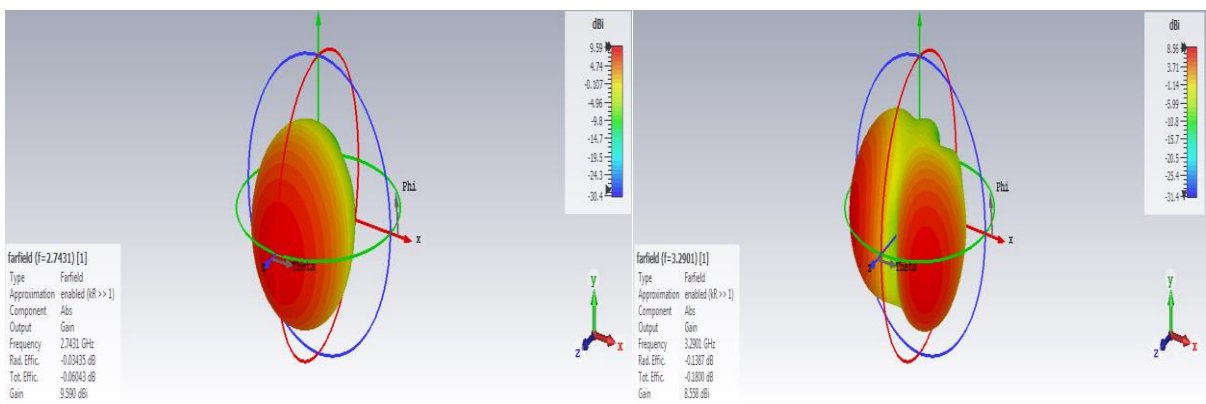 dBi
9.59
4.74
-0.107
-4.96
-9.8
-14.7
-19.5
-24.3
-30.4
Phi
x
z
Theta
farfield (f=2.7431) [1]
Type Farfield
Approximation enabled (kR >> 1)
Component Abs
Output Gain
Frequency 2.7431 GHz
Rad. Effic. -0.03435 dB
Tot. Effic. -0.06043 dB
Gain 9.590 dBi
y
z
x
dBi
8.56
3.71
-1.14
-5.99
-10.8
-15.7
-20.5
-25.4
-31.4
Phi
x
z
Theta
farfield (f=3.2901) [1]
Type Farfield
Approximation enabled (kR >> 1)
Component Abs
Output Gain
Frequency 3.2901 GHz
Rad. Effic. -0.1387 dB
Tot. Effic. -0.1800 dB
Gain 8.558 dBi
y
z
x